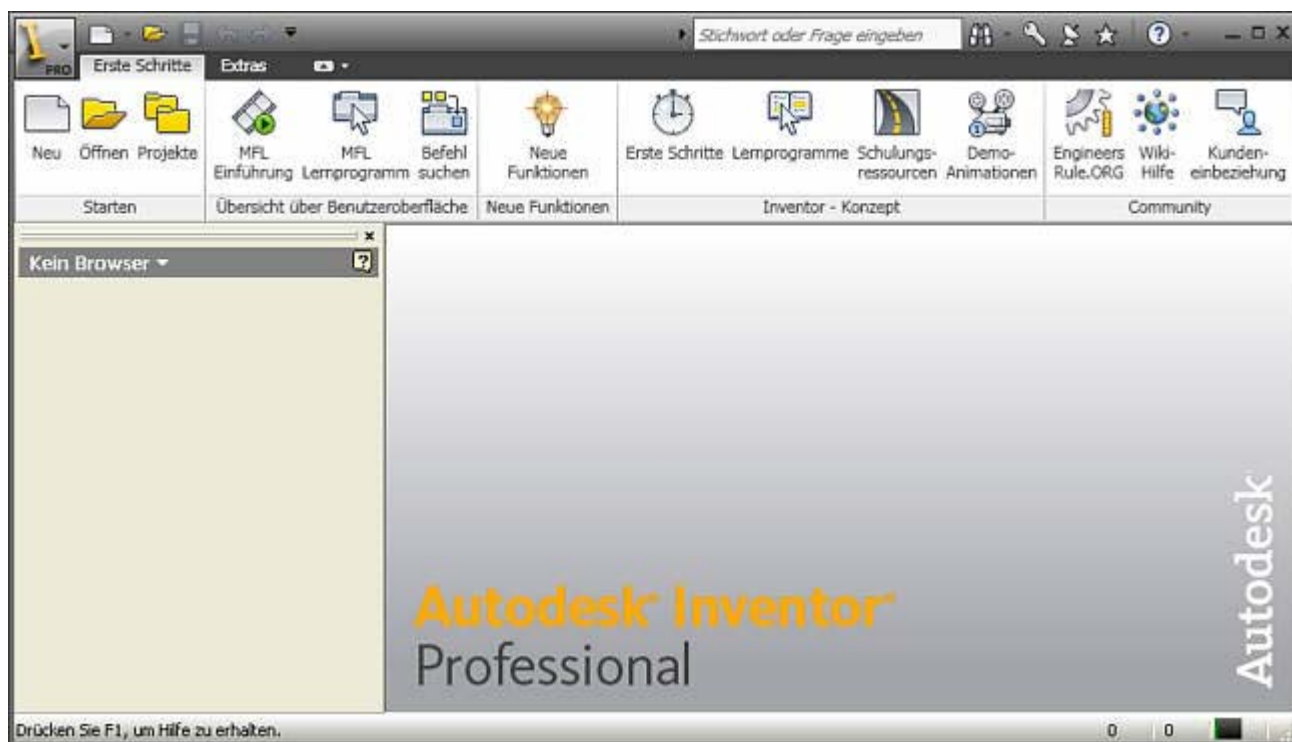 PRO
Stichwort oder Frage eingeben
Erste Schritte Extras
Neu Öffnen Projekte MFL Einführung MFL Lernprogramm Befehl suchen Neue Funktionen Erste Schritte Lernprogramme Schulungs-ressourcen Demo-Animationen Engineers Rule.ORG Wiki-Hilfe Kunden-einbeziehung
Starten Übersicht über Benutzeroberfläche Neue Funktionen Inventor - Konzept Community
Kein Browser
Autodesk® Inventor®
Professional
Autodesk
Drücken Sie F1, um Hilfe zu erhalten. 0 0